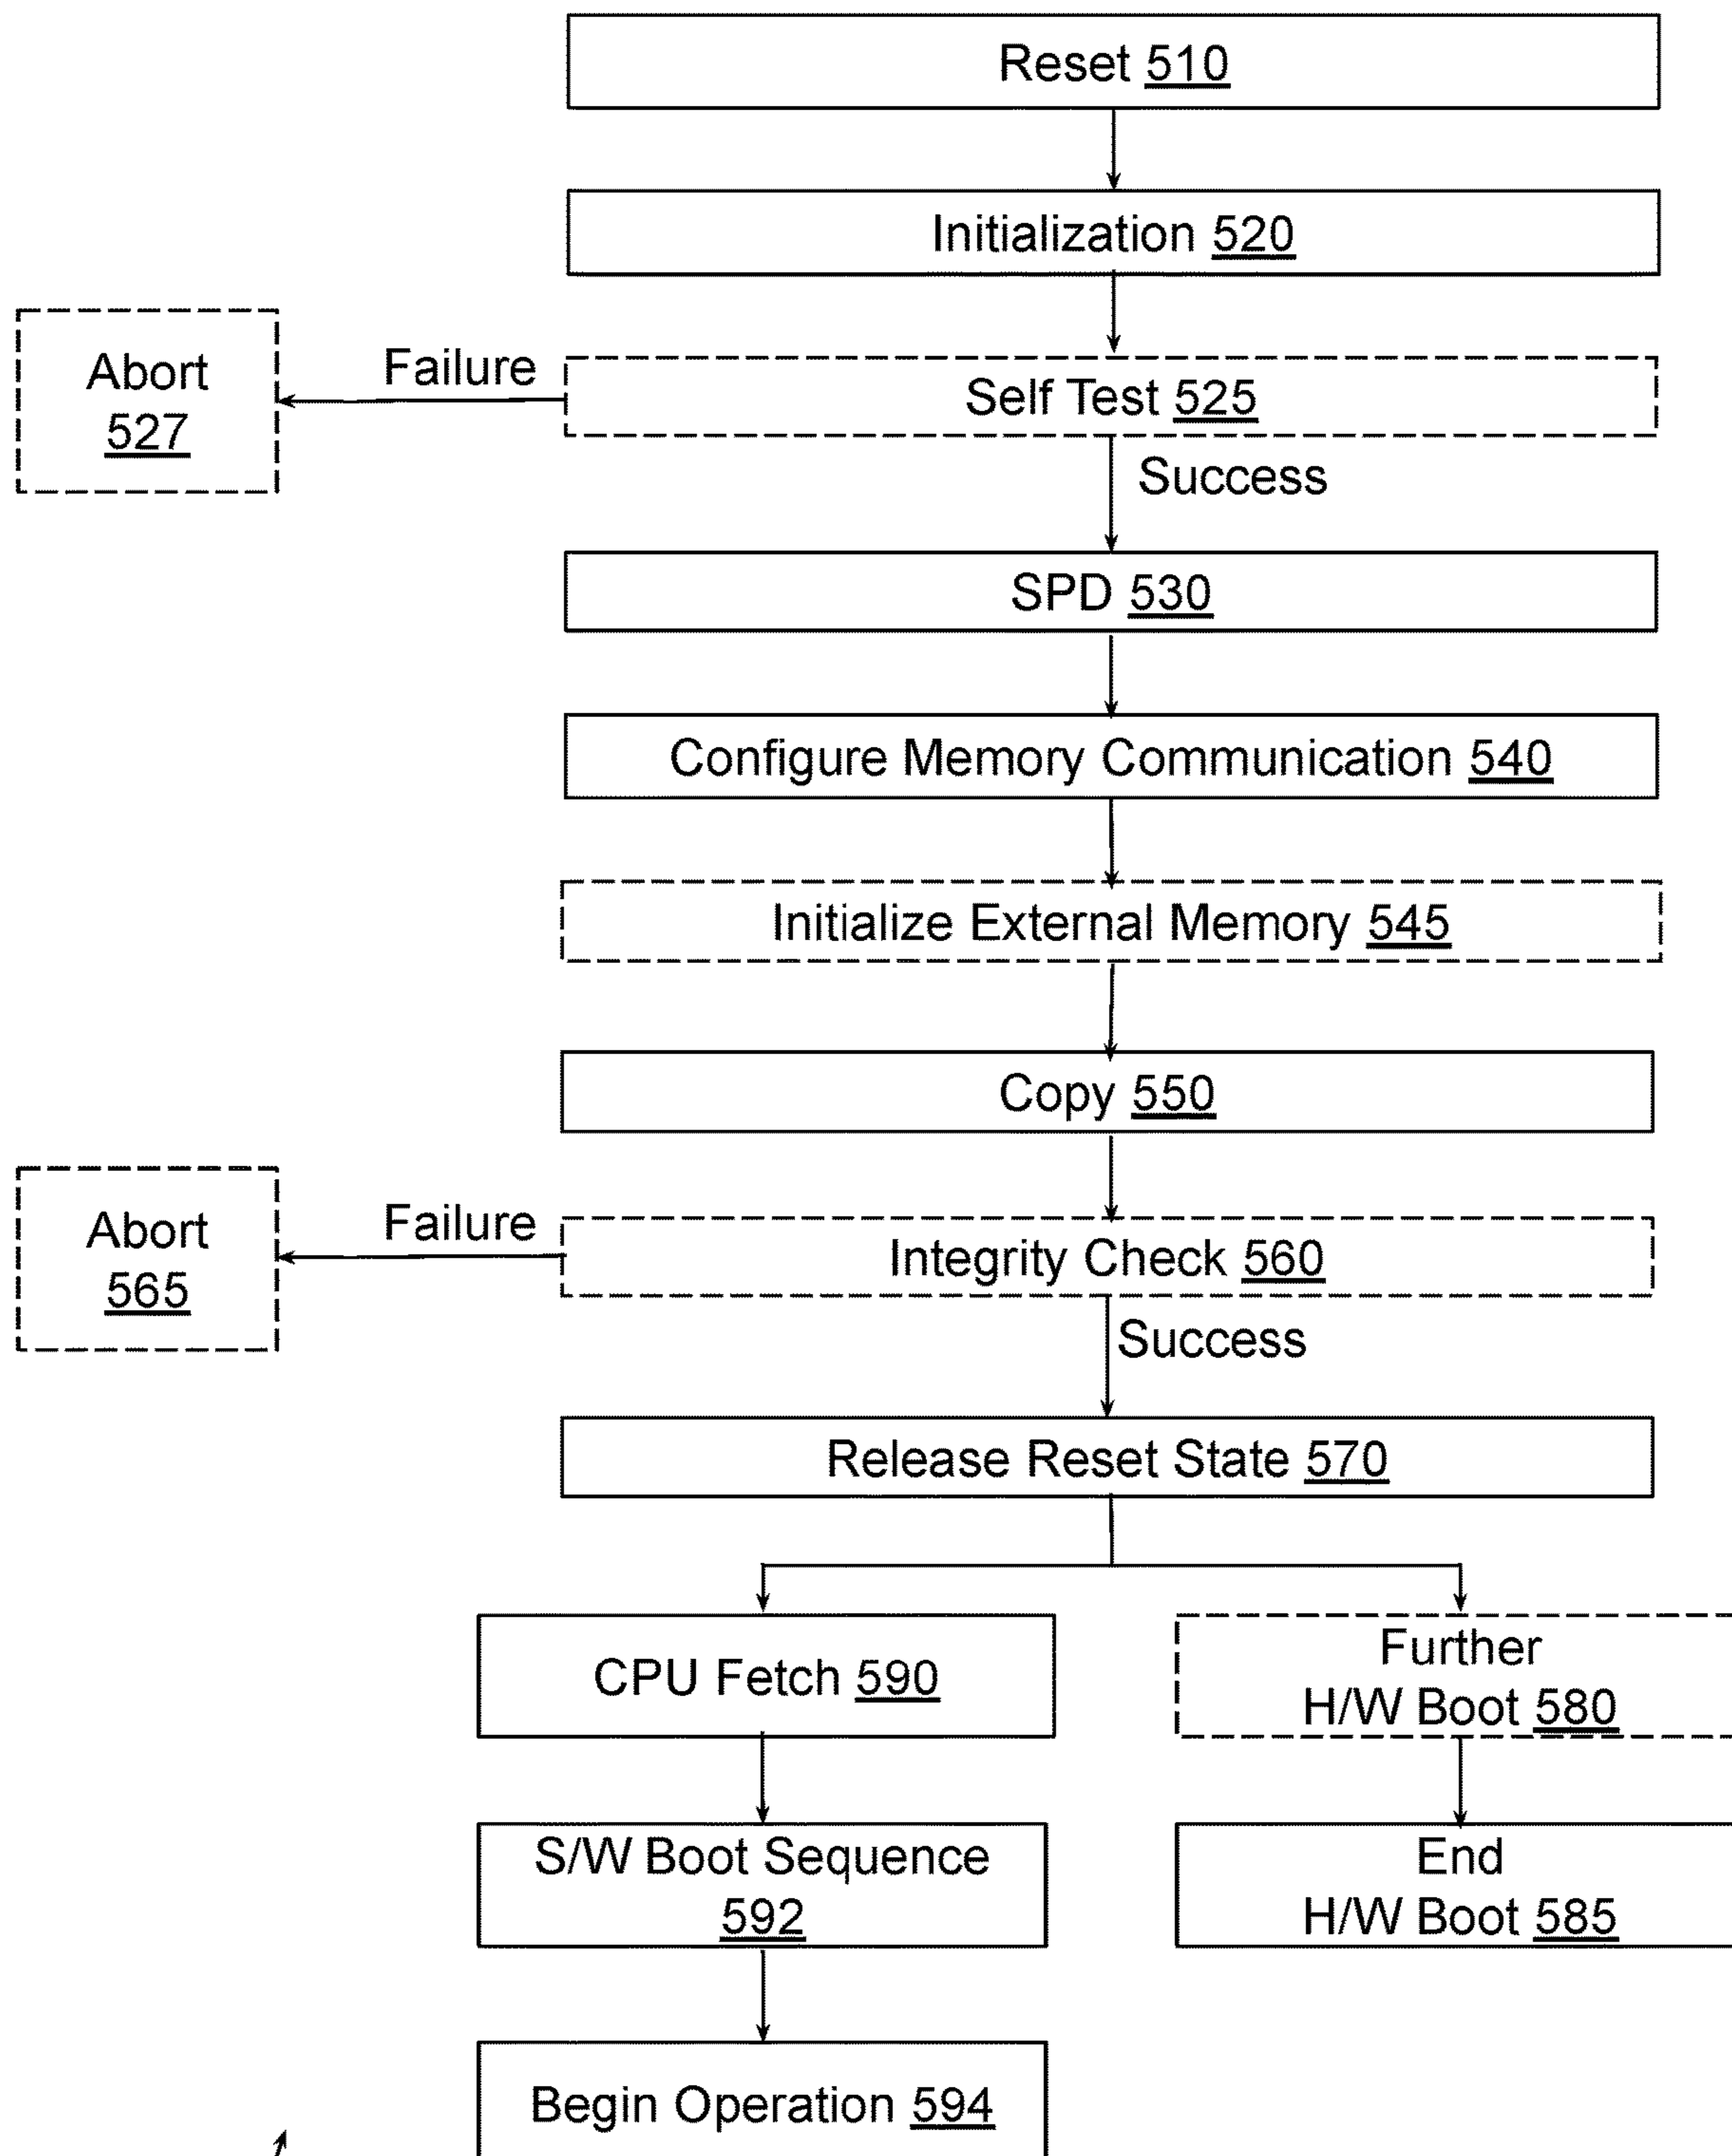 Reset 510
Initialization 520
Abort
527
Failure
Self Test 525
Success
SPD 530
Configure Memory Communication 540
Initialize External Memory 545
Copy 550
Abort
565
Failure
Integrity Check 560
Success
Release Reset State 570
CPU Fetch 590
Further
H/W Boot 580
S/W Boot Sequence
592
End
H/W Boot 585
Begin Operation 594